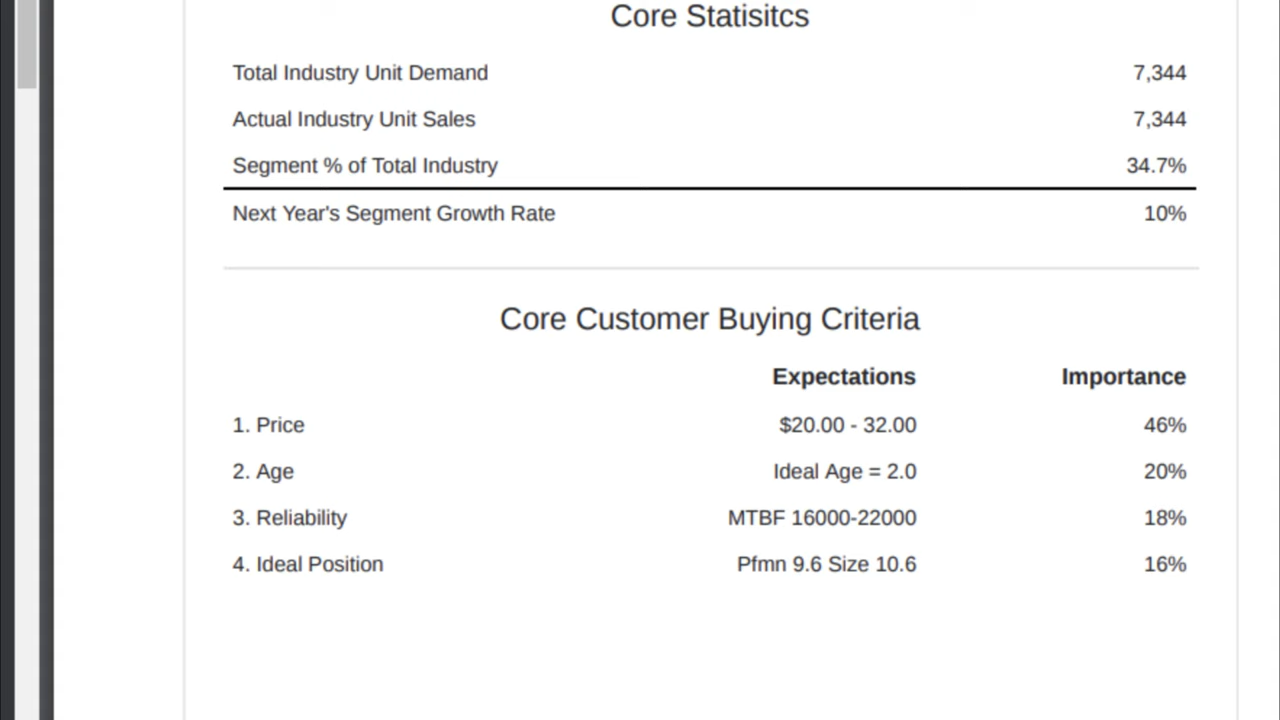 Core Statisitcs
Total Industry Unit Demand 7,344
Actual Industry Unit Sales 7,344
Segment % of Total Industry 34.7%
Next Year's Segment Growth Rate 10%
Core Customer Buying Criteria
Expectations Importance
1. Price $20.00 - 32.00 46%
2. Age Ideal Age = 2.0 20%
3. Reliability MTBF 16000-22000 18%
4. Ideal Position Pfmn 9.6 Size 10.6 16%